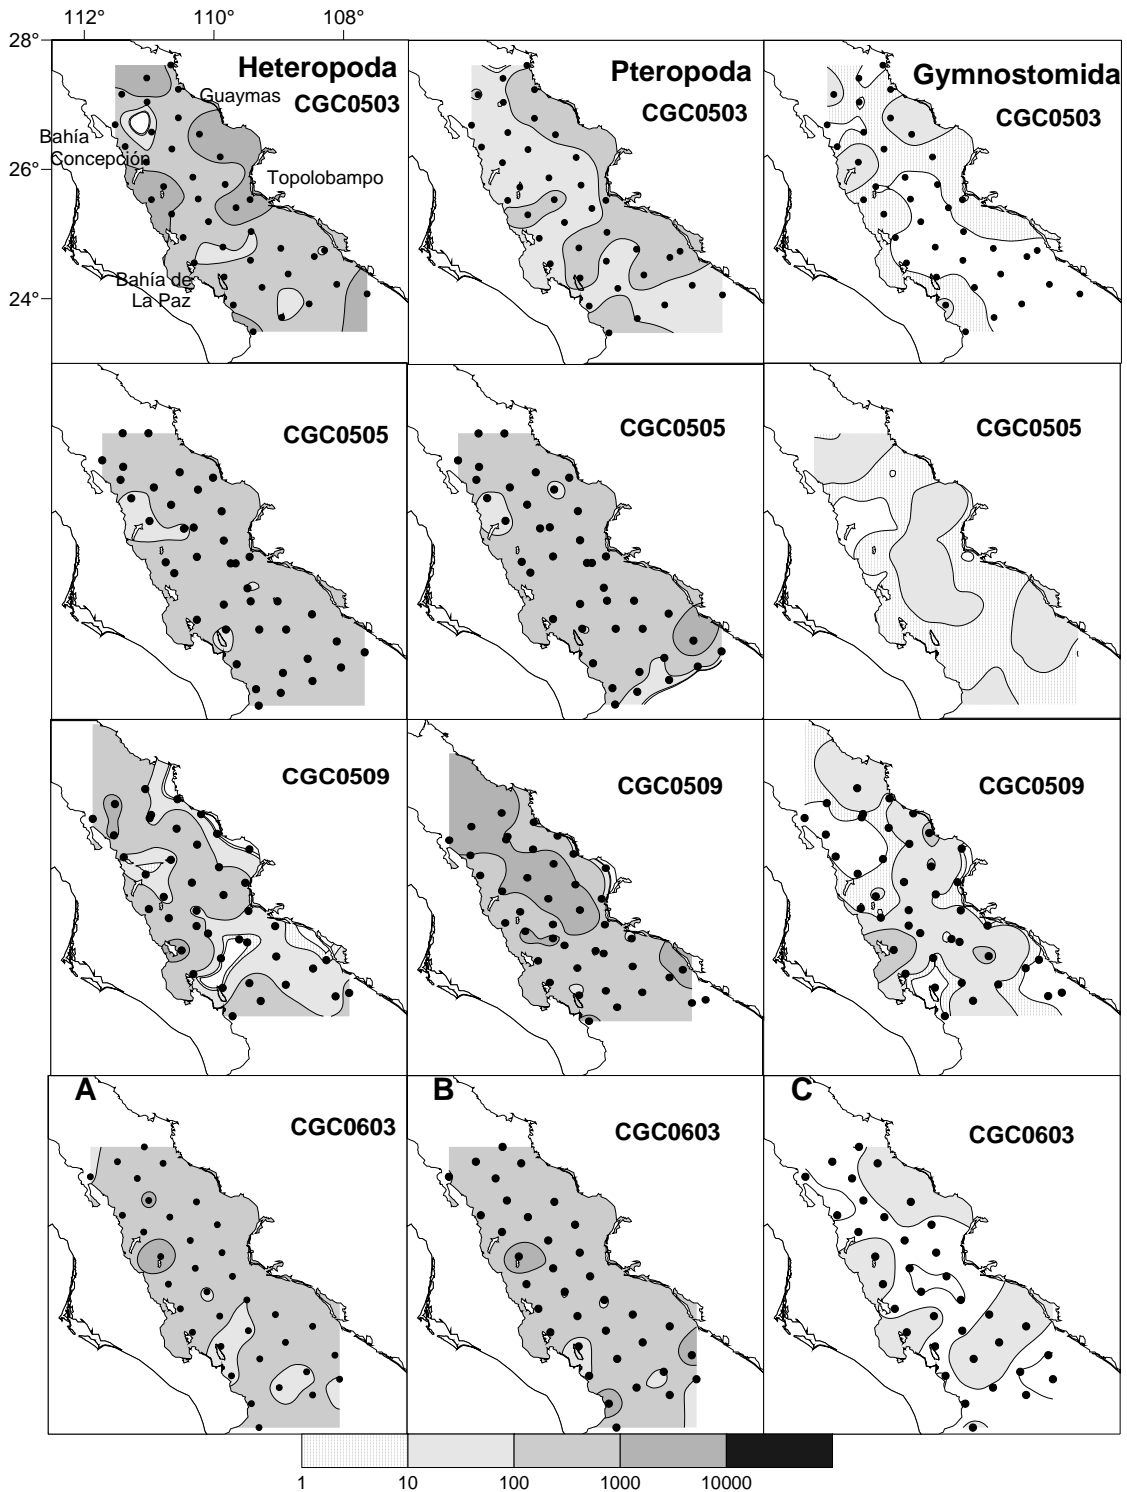 112° 110° 108°
28°
26°
24°
Heteropoda
CGC0503
Guaymas
Bahía
Concepción
Topolobampo
Bahía de
La Paz
Pteropoda
CGC0503
Gymnostomida
CGC0503
CGC0505
CGC0505
CGC0505
CGC0509
CGC0509
CGC0509
A
CGC0603
B
CGC0603
C
CGC0603
1 10 100 1000 10000